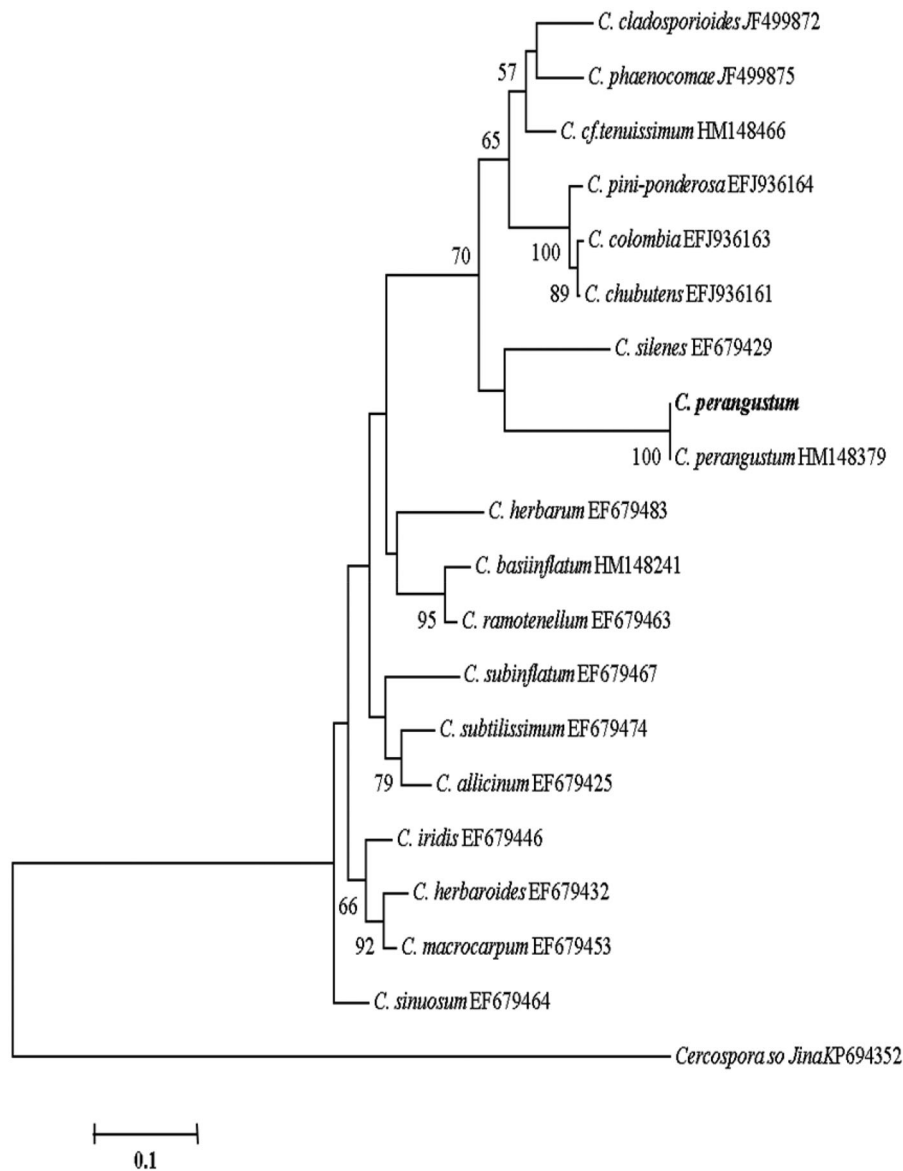 C. cladosporioides JF499872
57
C. phaenocomae JF499875
C. cf.tenuissimum HM148466
65
C. pini-ponderosa EFJ936164
C. colombia EFJ936163
100
70
89
C. chubutens EFJ936161
C. silenes EF679429
C. perangustum
100
C. perangustum HM148379
C. herbarum EF679483
C. basiinflatum HM148241
95
C. ramotenellum EF679463
C. subinflatum EF679467
C. subtilissimum EF679474
79
C. allicinum EF679425
C. iridis EF679446
66
C. herbaroides EF679432
92
C. macrocarpum EF679453
C. sinuosum EF679464
Cercospora so JinaKP694352
0.1